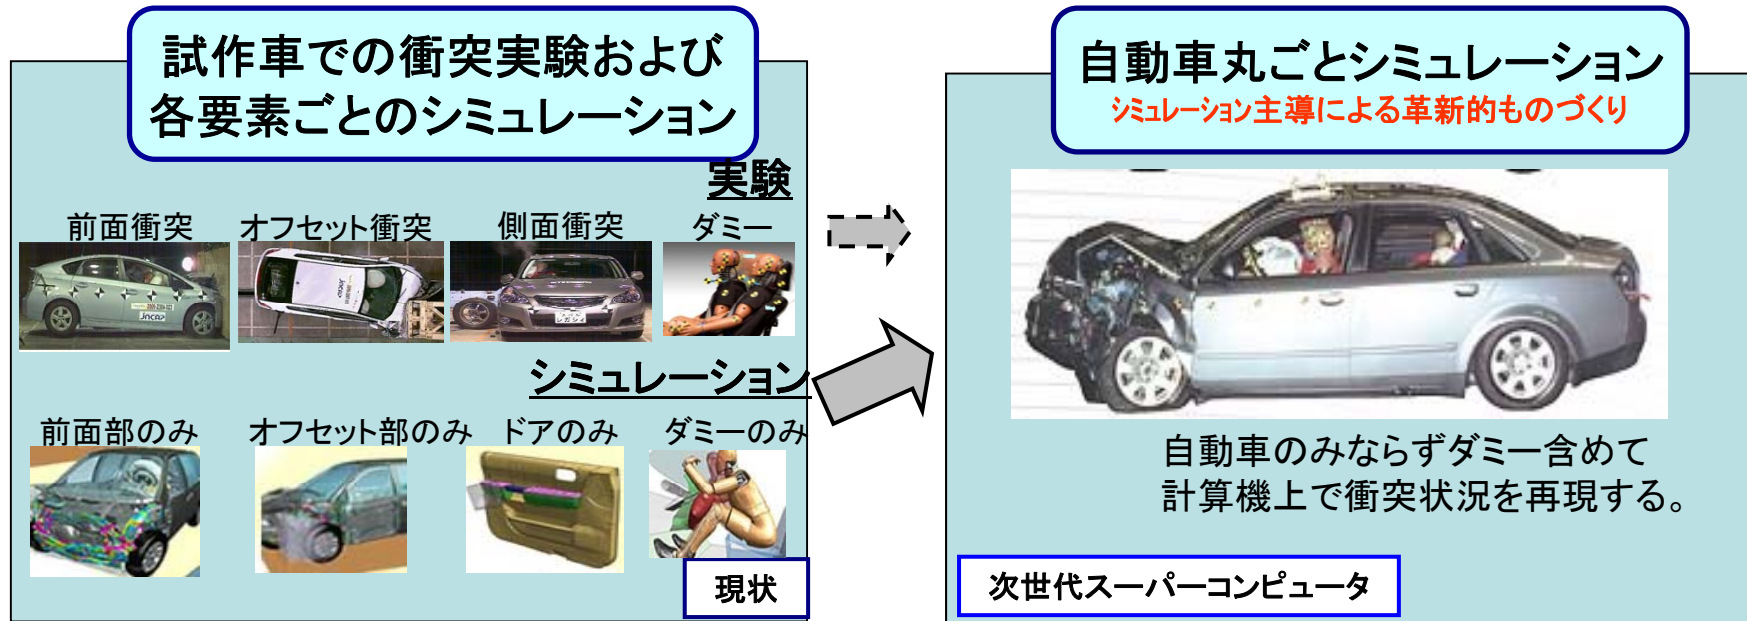 試作車での衝突実験および
各要素ごとのシミュレーション
実験
前面衝突 オフセット衝突 側面衝突 ダミー
JNCAP
レガシィ
シミュレーション
前面部のみ オフセット部のみ ドアのみ ダミーのみ
現状
自動車丸ごとシミュレーション
シミュレーション主導による革新的ものづくり
自動車のみならずダミー含めて
計算機上で衝突状況を再現する。
次世代スーパーコンピュータ